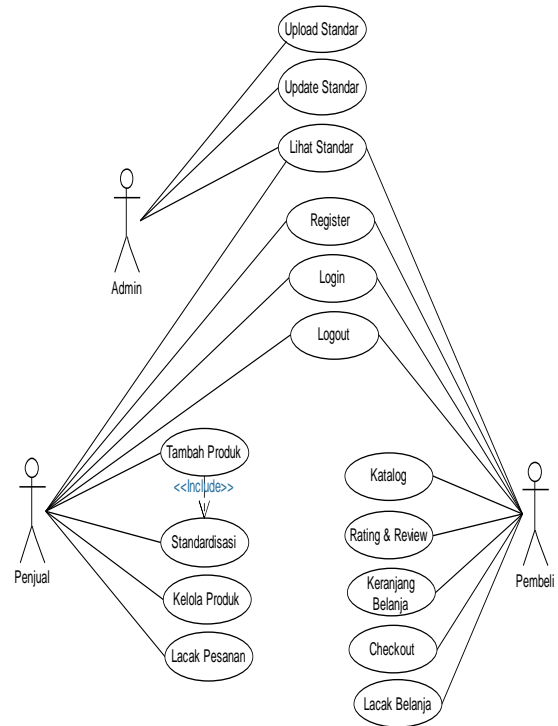 Upload Standar
Update Standar
Lihat Standar
Register
Admin
Login
Logout
Tambah Produk
<<Include>>
Katalog
Standardisasi
Rating & Review
Penjual
Pembeli
Kelola Produk
Keranjang
Belanja
Lacak Pesanan
Checkout
Lacak Belanja